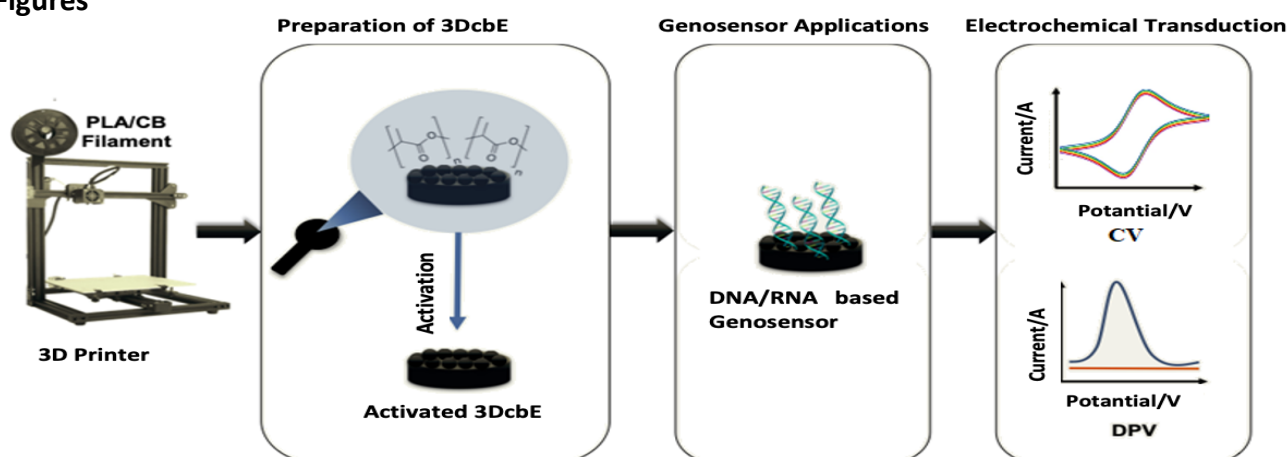 Figures
Preparation of 3DcbE
Genosensor Applications
Electrochemical Transduction
PLA/CB
Filament
3D Printer
O
O
n
O
O
n
Activation
Activated 3DcbE
DNA/RNA based
Genosensor
Current/A
Potential/V
CV
Current/A
Potential/V
DPV